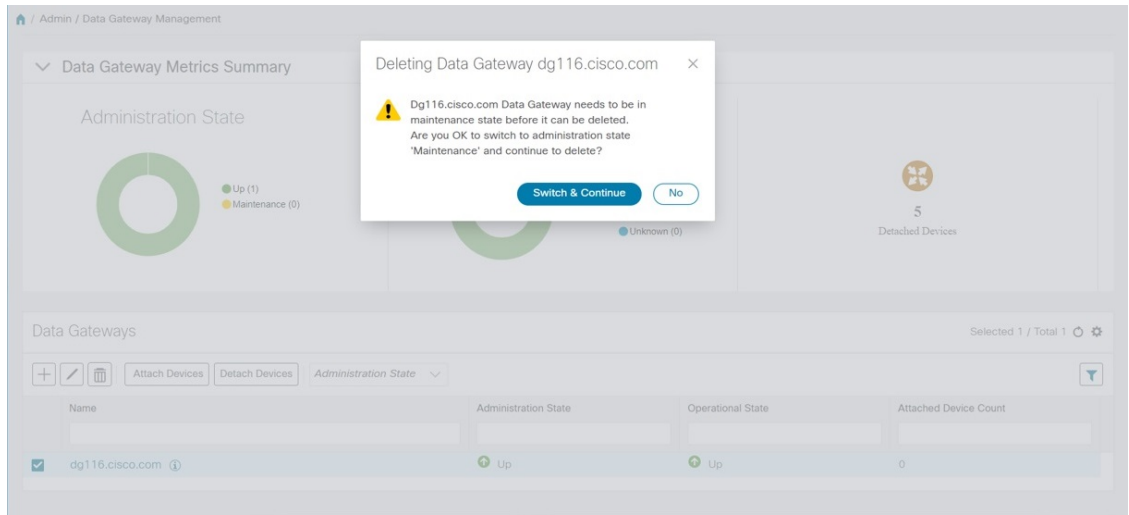 / Admin / Data Gateway Management
Data Gateway Metrics Summary
Administration State
Up (1)
Maintenance (0)
Deleting Data Gateway dg116.cisco.com
Dg116.cisco.com Data Gateway needs to be in
maintenance state before it can be deleted.
Are you OK to switch to administration state
'Maintenance' and continue to delete?
Switch & Continue
No
Unknown (0)
5
Detached Devices
Data Gateways
Selected 1 / Total 1
Attach Devices
Detach Devices
Administration State
Name
Administration State
Operational State
Attached Device Count
dg116.cisco.com
Up
Up
0